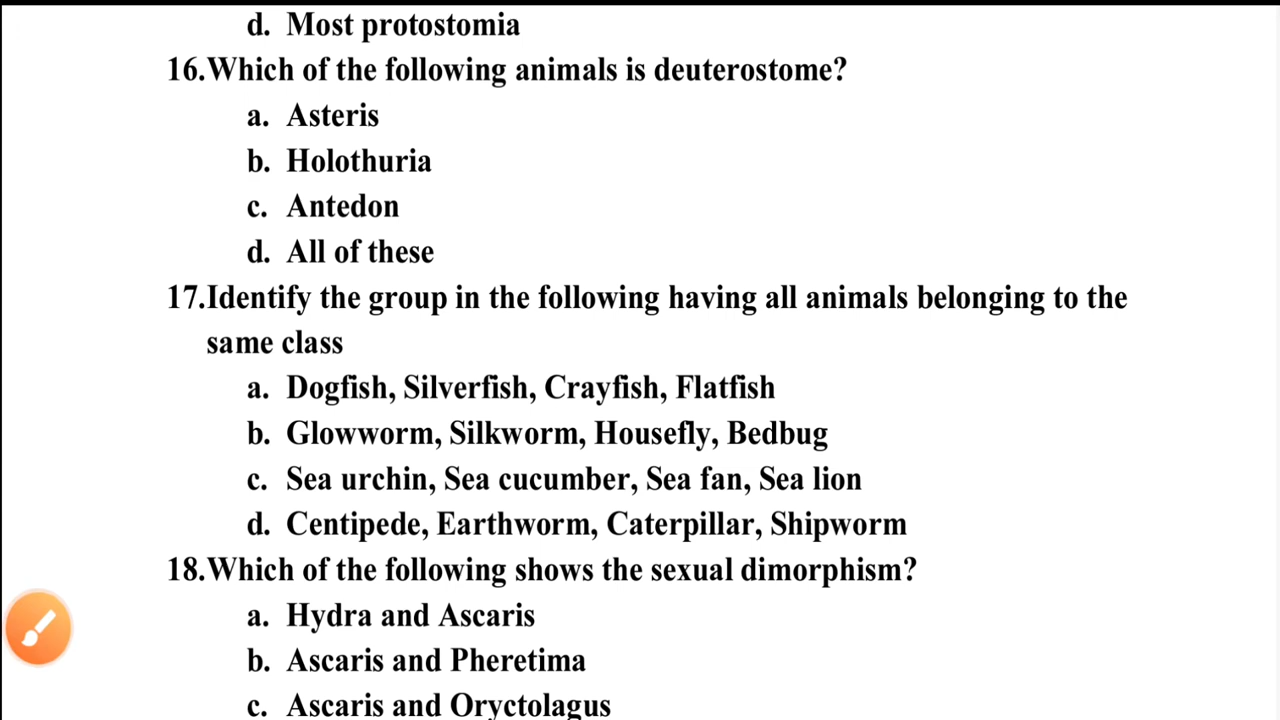 d. Most protostomia
16.Which of the following animals is deuterostome?
a. Asteris
b. Holothuria
c. Antedon
d. All of these
17.Identify the group in the following having all animals belonging to the
same class
a. Dogfish, Silverfish, Crayfish, Flatfish
b. Glowworm, Silkworm, Housefly, Bedbug
c. Sea urchin, Sea cucumber, Sea fan, Sea lion
d. Centipede, Earthworm, Caterpillar, Shipworm
18.Which of the following shows the sexual dimorphism?
a. Hydra and Ascaris
b. Ascaris and Pheretima
c. Ascaris and Oryctolagus